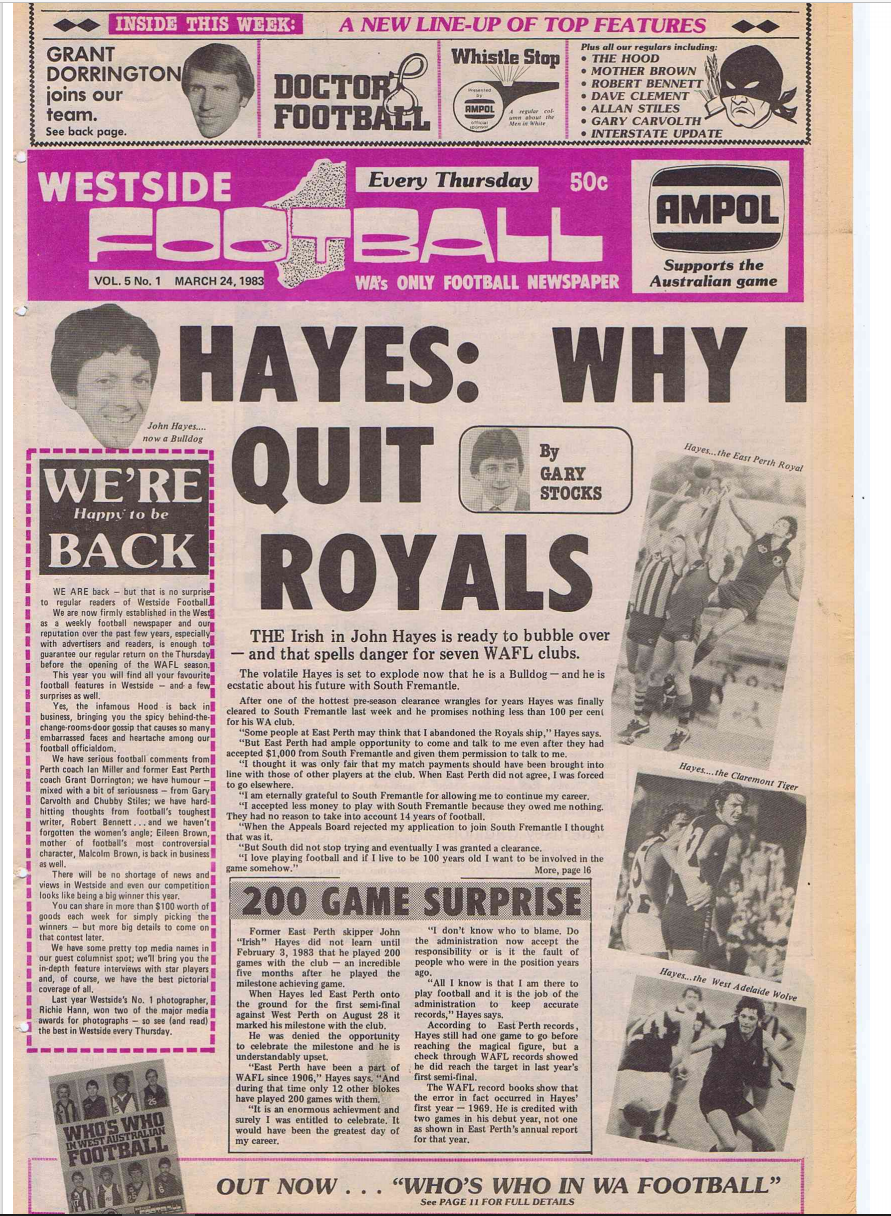 INSIDE THIS WEEK:
A NEW LINE-UP OF TOP FEATURES
GRANT
DORRINGTON
joins our
team.
See back page.
DOCTOR
FOOTBALL
Whistle Stop
Presented
by
AMPOL
official
sponsor
A regular col-
umn about the
Men in White
Plus all our regulars including:
• THE HOOD
• MOTHER BROWN
• ROBERT BENNETT
• DAVE CLEMENT
• ALLAN STILES
• GARY CARVOLTH
• INTERSTATE UPDATE
WESTSIDE
FOOTBALL
Every Thursday
50c
VOL. 5 No. 1 MARCH 24, 1983
WA's ONLY FOOTBALL NEWSPAPER
AMPOL
Supports the
Australian game
HAYES: WHY I
QUIT
ROYALS
John Hayes....
now a Bulldog
By
GARY
STOCKS
WE'RE
Happy to be
BACK
WE ARE back — but that is no surprise
to regular readers of Westside Football.
We are now firmly established in the West
as a weekly football newspaper and our
reputation over the past few years, especially
with advertisers and readers, is enough to
guarantee our regular return on the Thursday
before the opening of the WAFL season.
This year you will find all your favourite
football features in Westside — and a few
surprises as well.
Yes, the infamous Hood is back in
business, bringing you the spicy behind-the-
change-rooms-door gossip that causes so many
embarrassed faces and heartache among our
football officialdom.
We have serious football comments from
Perth coach Ian Miller and former East Perth
coach Grant Dorrington; we have humour —
mixed with a bit of seriousness — from Gary
Carvolth and Chubby Stiles; we have hard-
hitting thoughts from football's toughest
writer, Robert Bennett... and we haven't
forgotten the women's angle; Eileen Brown,
mother of football's most controversial
character, Malcolm Brown, is back in business
as well.
There will be no shortage of news and
views in Westside and even our competition
looks like being a big winner this year.
You can share in more than $100 worth of
goods each week for simply picking the
winners — but more big details to come on
that contest later.
We have some pretty top media names in
our guest columnist spot; we'll bring you the
in-depth feature interviews with star players
and, of course, we have the best pictorial
coverage of all.
Last year Westside's No. 1 photographer,
Richie Hann, won two of the major media
awards for photographs — so see (and read)
the best in Westside every Thursday.
THE Irish in John Hayes is ready to bubble over
— and that spells danger for seven WAFL clubs.
The volatile Hayes is set to explode now that he is a Bulldog — and he is
ecstatic about his future with South Fremantle.
After one of the hottest pre-season clearance wrangles for years Hayes was finally
cleared to South Fremantle last week and he promises nothing less than 100 per cent
for his WA club.
"Some people at East Perth may think that I abandoned the Royals ship," Hayes says.
"But East Perth had ample opportunity to come and talk to me even after they had
accepted $1,000 from South Fremantle and given them permission to talk to me.
"I thought it was only fair that my match payments should have been brought into
line with those of other players at the club. When East Perth did not agree, I was forced
to go elsewhere.
"I am eternally grateful to South Fremantle for allowing me to continue my career.
"I accepted less money to play with South Fremantle because they owed me nothing.
They had no reason to take into account 14 years of football.
"When the Appeals Board rejected my application to join South Fremantle I thought
that was it.
"But South did not stop trying and eventually I was granted a clearance.
"I love playing football and if I live to be 100 years old I want to be involved in the
game somehow."
More, page 16
Hayes...the East Perth Royal
Hayes....the Claremont Tiger
Hayes...the West Adelaide Wolve
200 GAME SURPRISE
Former East Perth skipper John
"Irish" Hayes did not learn until
February 3, 1983 that he played 200
games with the club — an incredible
five months after he played the
milestone achieving game.
When Hayes led East Perth onto
the ground for the first semi-final
against West Perth on August 28 it
marked his milestone with the club.
He was denied the opportunity
to celebrate the milestone and he is
understandably upset.
"East Perth have been a part of
WAFL since 1906," Hayes says. "And
during that time only 12 other blokes
have played 200 games with them.
"It is an enormous achievment and
surely I was entitled to celebrate. It
would have been the greatest day of
my career.
"I don't know who to blame. Do
the administration now accept the
responsibility or is it the fault of
people who were in the position years
ago.
"All I know is that I am there to
play football and it is the job of the
administration to keep accurate
records," Hayes says.
According to East Perth records,
Hayes still had one game to go before
reaching the magical figure, but a
check through WAFL records showed
he did reach the target in last year's
first semi-final.
The WAFL record books show that
the error in fact occurred in Hayes'
first year — 1969. He is credited with
two games in his debut year, not one
as shown in East Perth's annual report
for that year.
WHO'S WHO
IN WEST AUSTRALIAN
FOOTBALL
OUT NOW . . . "WHO'S WHO IN WA FOOTBALL"
See PAGE 11 FOR FULL DETAILS